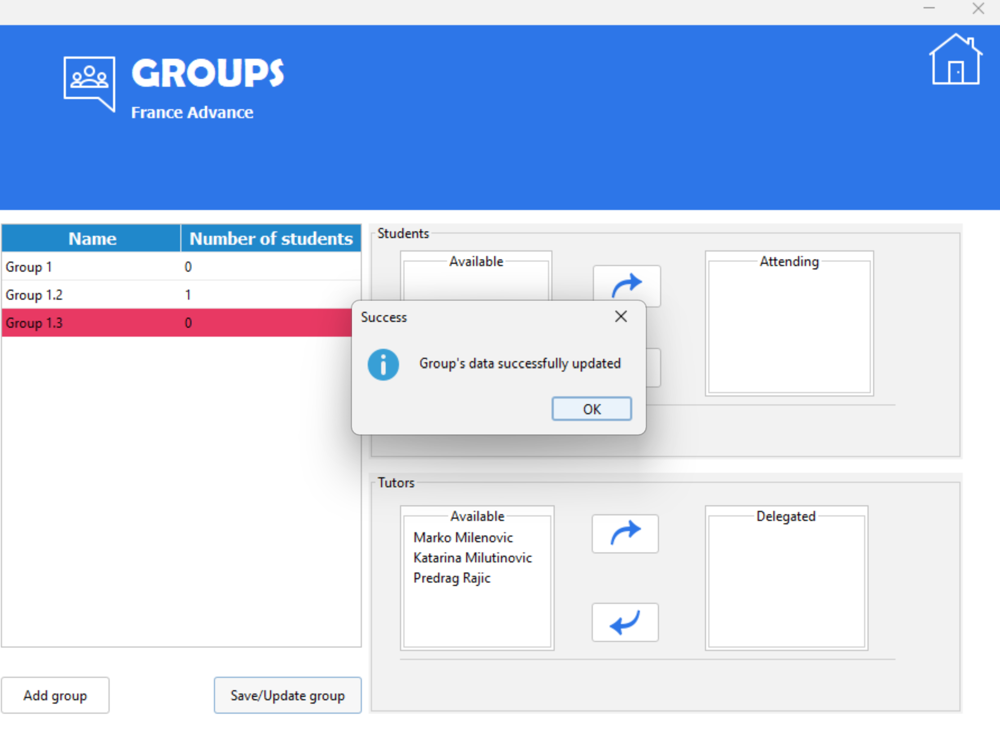 GROUPS
France Advance
Name Number of students
Group 1 0
Group 1.2 1
Group 1.3 0
Add group
Save/Update group
Students
Available
Attending
Success
Group's data successfully updated
OK
Tutors
Available
Marko Milenovic
Katarina Milutinovic
Predrag Rajic
Delegated